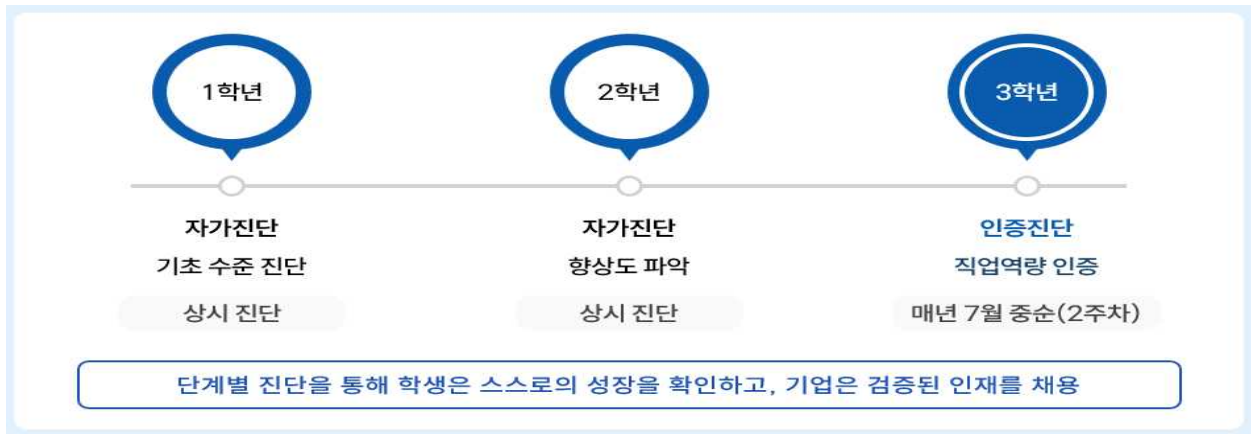 1학년
2학년
3학년
자가진단
자가진단
인증진단
기초 수준 진단
향상도 파악
직업역량 인증
상시 진단
상시 진단
매년 7월 중순(2주차)
단계별 진단을 통해 학생은 스스로의 성장을 확인하고, 기업은 검증된 인재를 채용